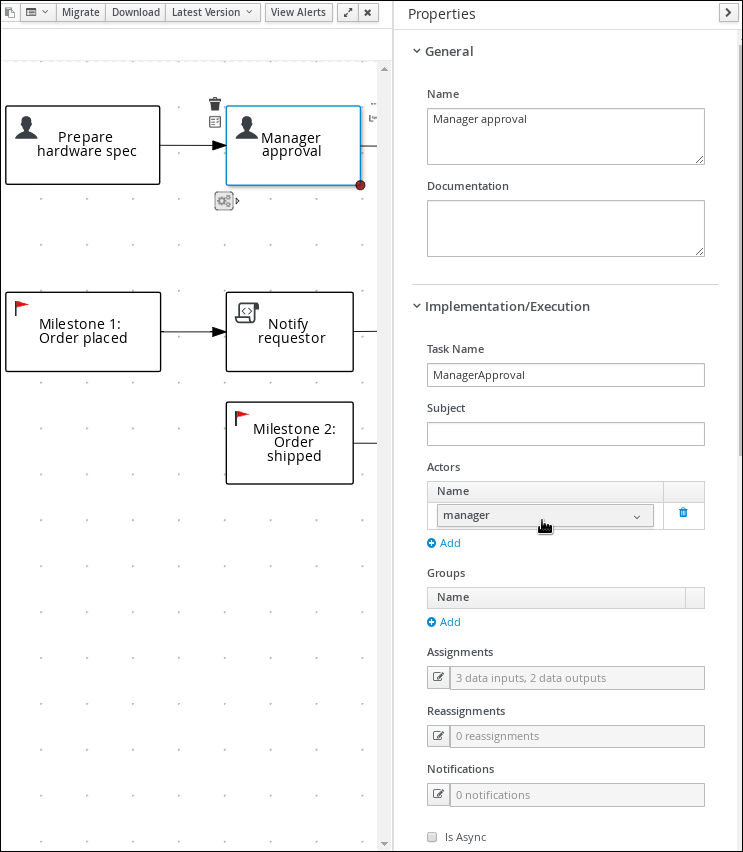 Migrate
Download
Latest Version
View Alerts
Prepare
hardware spec
Manager
approval
Milestone 1:
Order placed
Notify
requestor
Milestone 2:
Order
shipped
Properties
General
Name
Manager approval
Documentation
Implementation/Execution
Task Name
ManagerApproval
Subject
Actors
Name
manager
Add
Groups
Name
Add
Assignments
3 data inputs, 2 data outputs
Reassignments
0 reassignments
Notifications
0 notifications
Is Async